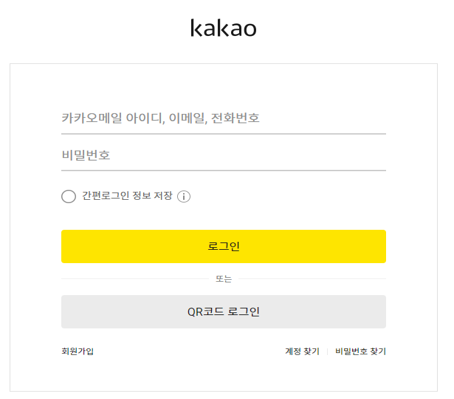 kakao
카카오메일 아이디, 이메일, 전화번호
비밀번호
간편로그인 정보 저장
로그인
또는
QR코드 로그인
회원가입 계정 찾기 비밀번호 찾기